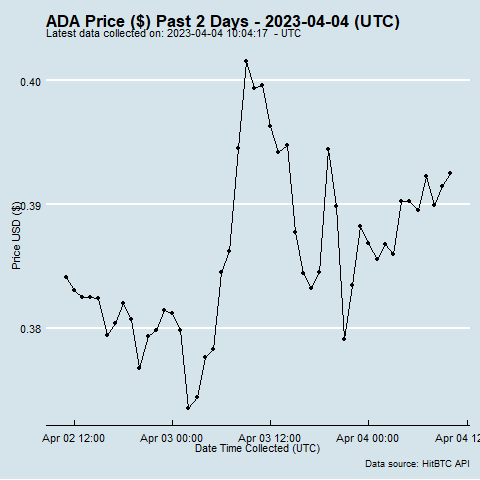 ADA Price ($) Past 2 Days - 2023-04-04 (UTC)
Latest data collected on: 2023-04-04 10:04:17 - UTC
0.40
0.39
0.38
Price USD ($)
Apr 02 12:00
Apr 03 00:00
Apr 03 12:00
Apr 04 00:00
Apr 04 12
Date Time Collected (UTC)
Data source: HitBTC API